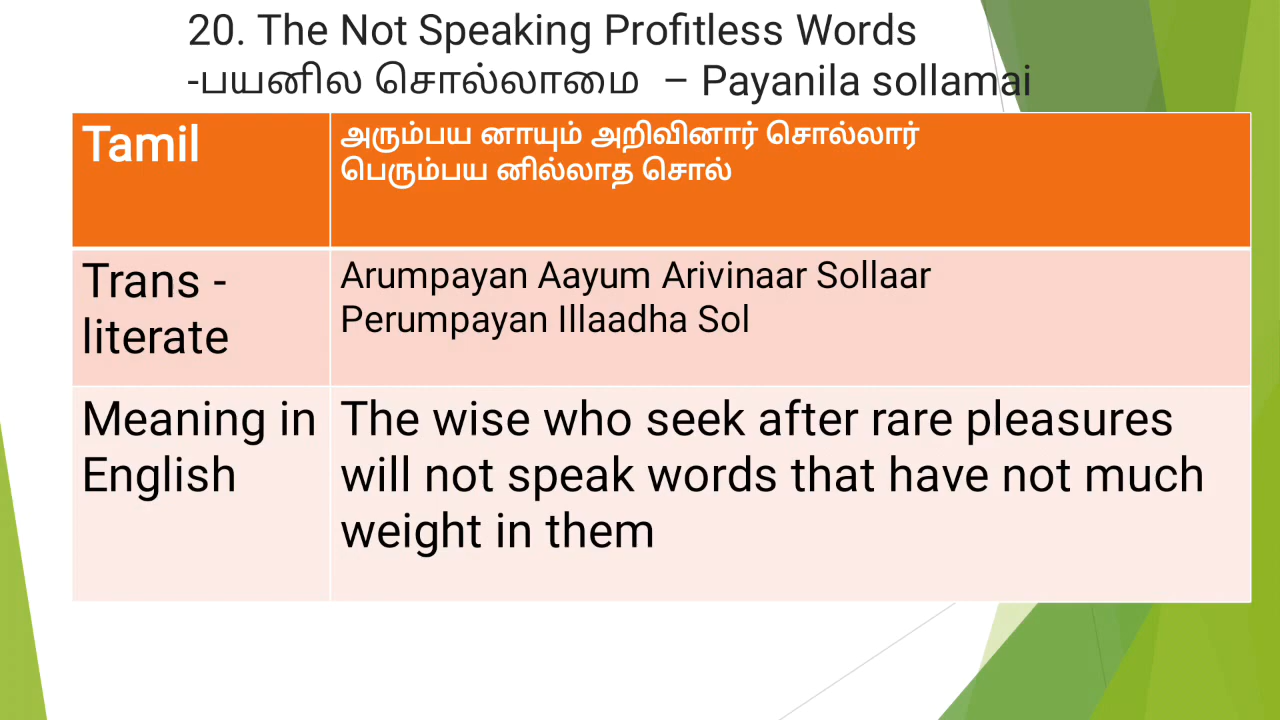 20. The Not Speaking Profitless Words
-பயனில சொல்லாமை – Payanila sollamai
Tamil
அரும்பய னாயும் அறிவினார் சொல்லார்
பெரும்பய னில்லாத சொல்
Trans -
literate
Arumpayan Aayum Arivinaar Sollaar
Perumpayan Illaadha Sol
Meaning in
English
The wise who seek after rare pleasures
will not speak words that have not much
weight in them